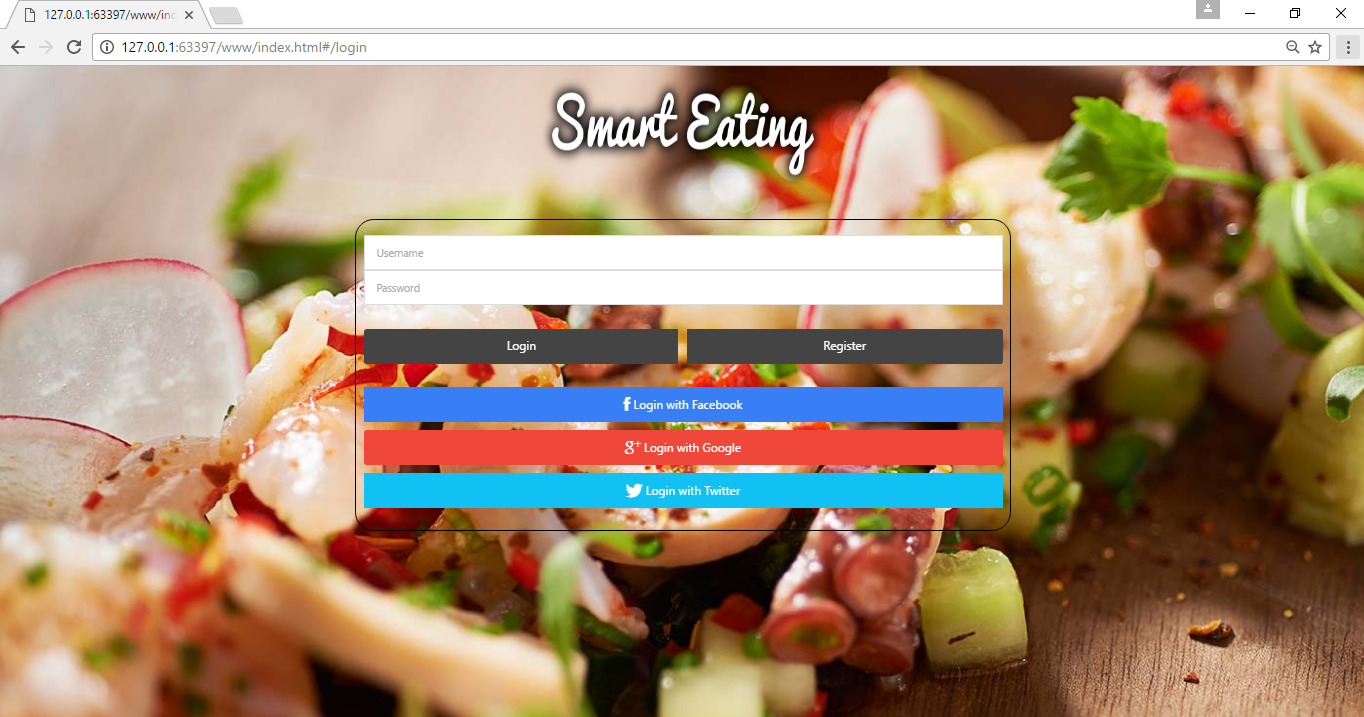 127.0.0.1:63397/www/ind
127.0.0.1:63397/www/index.html#/login
Smart Eating
Username
Password
Login
Register
f Login with Facebook
g+ Login with Google
Login with Twitter